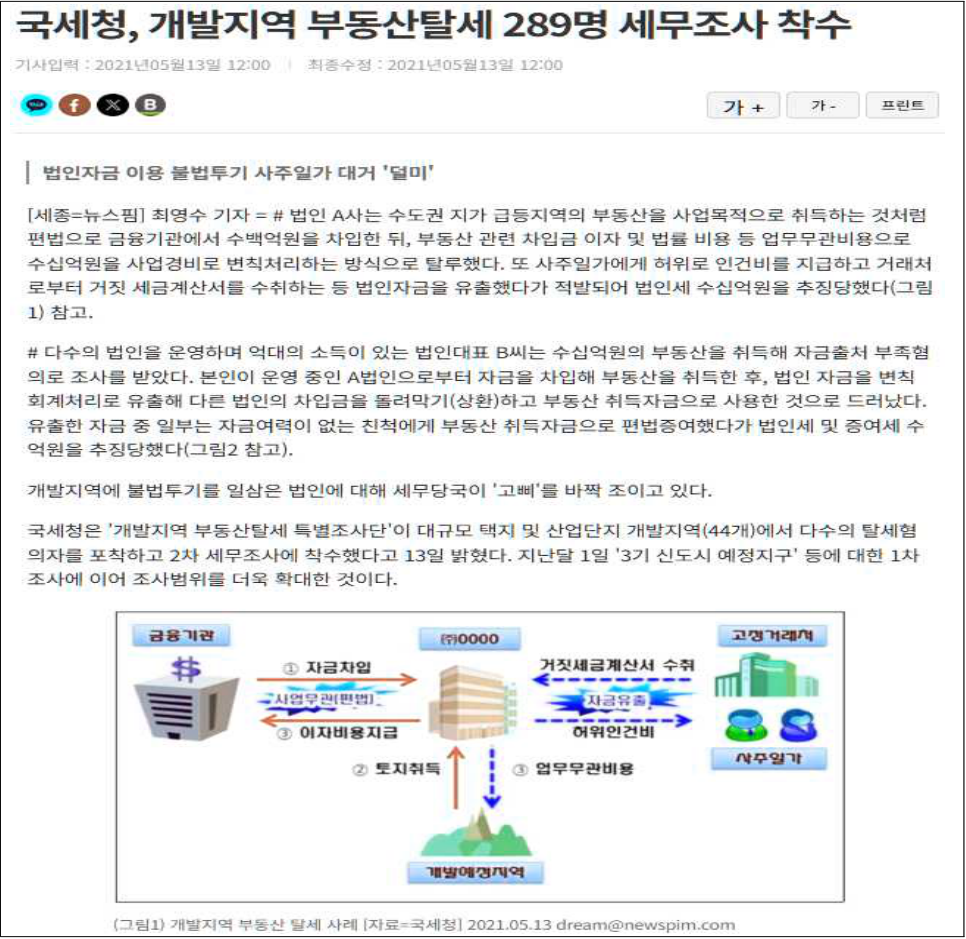 국세청, 개발지역 부동산탈세 289명 세무조사 착수
기사입력 : 2021년05월13일 12:00 | 최종수정 : 2021년05월13일 12:00
가 + 가 - 프린트
법인자금 이용 불법투기 사주일가 대거 '덜미'
[세종=뉴스핌] 최영수 기자 = # 법인 A사는 수도권 지가 급등지역의 부동산을 사업목적으로 취득하는 것처럼
편법으로 금융기관에서 수백억원을 차입한 뒤, 부동산 관련 차입금 이자 및 법률 비용 등 업무무관비용으로
수십억원을 사업경비로 변칙처리하는 방식으로 탈루했다. 또 사주일가에게 허위로 인건비를 지급하고 거래처
로부터 거짓 세금계산서를 수취하는 등 법인자금을 유출했다가 적발되어 법인세 수십억원을 추징당했다(그림
1) 참고.
# 다수의 법인을 운영하며 억대의 소득이 있는 법인대표 B씨는 수십억원의 부동산을 취득해 자금출처 부족혐
의로 조사를 받았다. 본인이 운영 중인 A법인으로부터 자금을 차입해 부동산을 취득한 후, 법인 자금을 변칙
회계처리로 유출해 다른 법인의 차입금을 돌려막기(상환)하고 부동산 취득자금으로 사용한 것으로 드러났다.
유출한 자금 중 일부는 자금여력이 없는 친척에게 부동산 취득자금으로 편법증여했다가 법인세 및 증여세 수
억원을 추징당했다(그림2 참고).
개발지역에 불법투기를 일삼은 법인에 대해 세무당국이 '고삐'를 바짝 조이고 있다.
국세청은 '개발지역 부동산탈세 특별조사단'이 대규모 택지 및 산업단지 개발지역(44개)에서 다수의 탈세혐
의자를 포착하고 2차 세무조사에 착수했다고 13일 밝혔다. 지난달 1일 '3기 신도시 예정지구' 등에 대한 1차
조사에 이어 조사범위를 더욱 확대한 것이다.
금융기관
㈜0000
고정거래처
① 자금차입
거짓세금계산서 수취
사업무관(편법)
자금유출
③ 이자비용지급
허위인건비
② 토지취득
③ 업무무관비용
사주일가
개발예정지역
(그림1) 개발지역 부동산 탈세 사례 [자료=국세청] 2021.05.13 dream@newspim.com